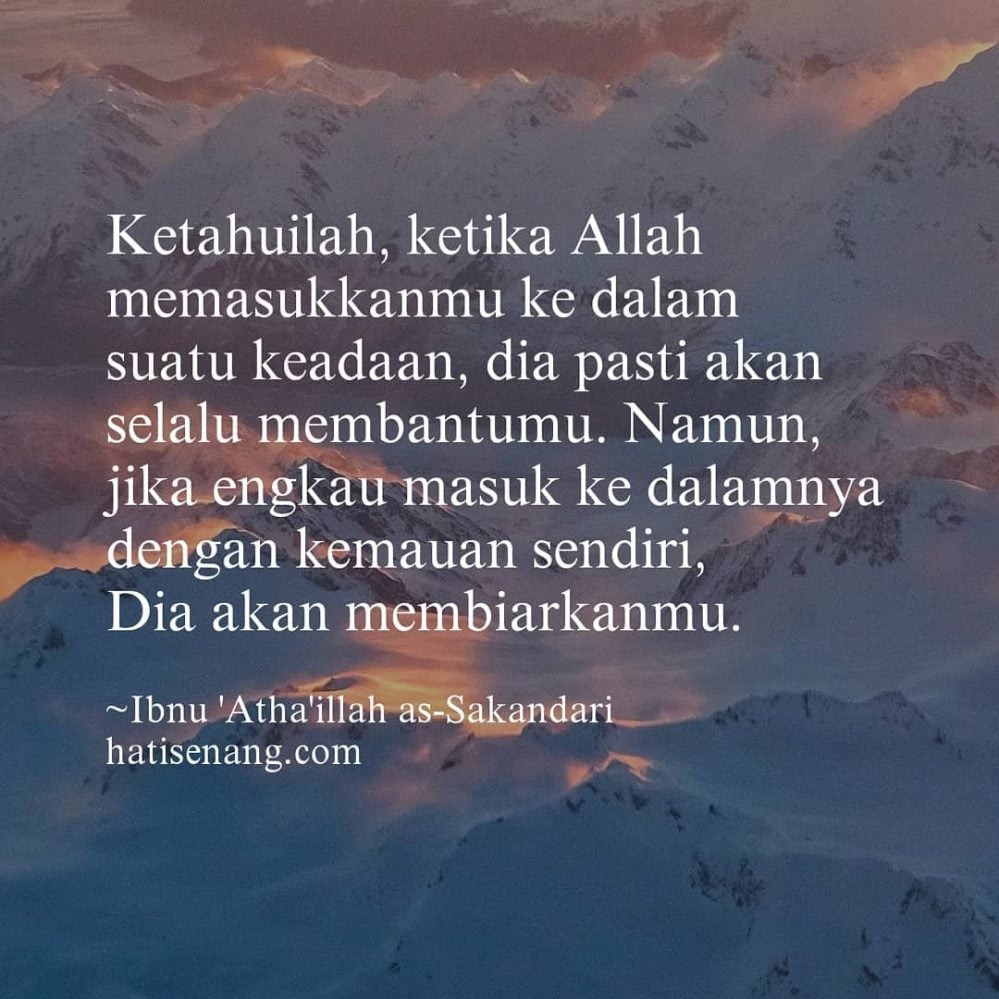 Ketahuilah, ketika Allah
memasukkanmu ke dalam
suatu keadaan, dia pasti akan
selalu membantumu. Namun,
jika engkau masuk ke dalamnya
dengan kemauan sendiri,
Dia akan membiarkanmu.
~Ibnu 'Atha'illah as-Sakandari
hatisenang.com